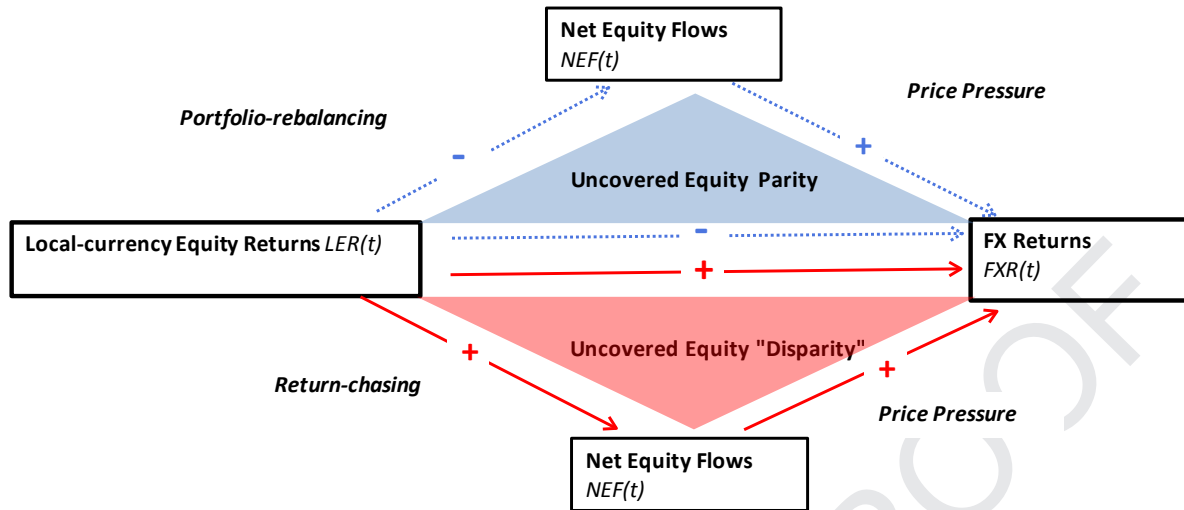 Net Equity Flows
NEF(t)
Portfolio-rebalancing
Price Pressure
-
+
Uncovered Equity Parity
Local-currency Equity Returns LER(t)
-
+
FX Returns
FXR(t)
+
Uncovered Equity "Disparity"
+
Return-chasing
Price Pressure
Net Equity Flows
NEF(t)
ROOF